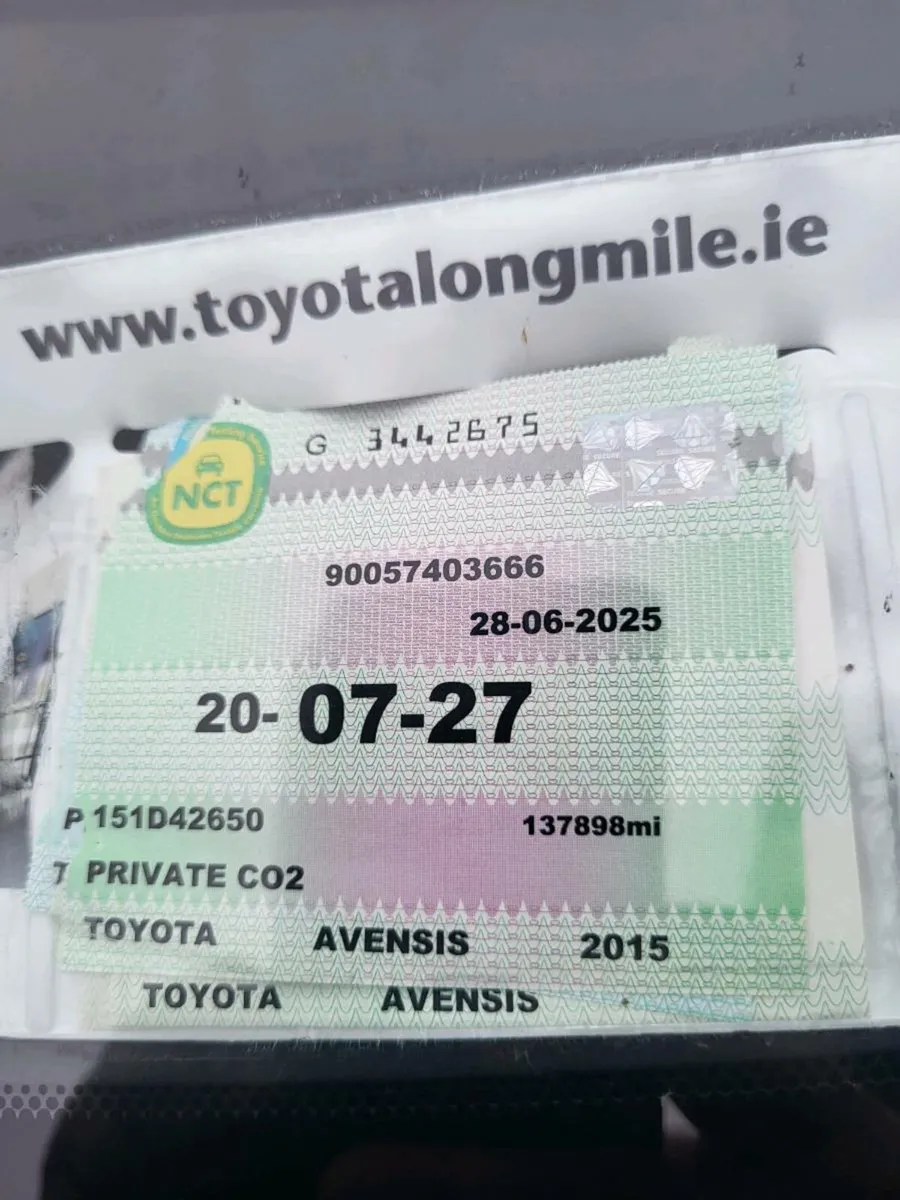 www.toyotalongmile.ie
G 3442675
NCT
90057403666
28-06-2025
20- 07-27
P 151D42650 137898mi
T PRIVATE CO2
TOYOTA AVENSIS 2015
TOYOTA AVENSIS